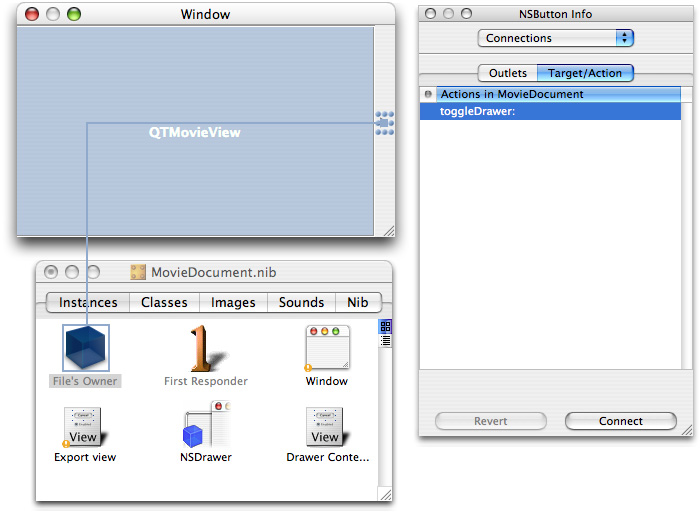 Window
QTMovieView
NSButton Info
Connections
Outlets
Target/Action
Actions in MovieDocument
toggleDrawer:
Revert
Connect
MovieDocument.nib
Instances
Classes
Images
Sounds
Nib
File's Owner
1
First Responder
Window
View
Export view
NSDrawer
View
Drawer Conte...